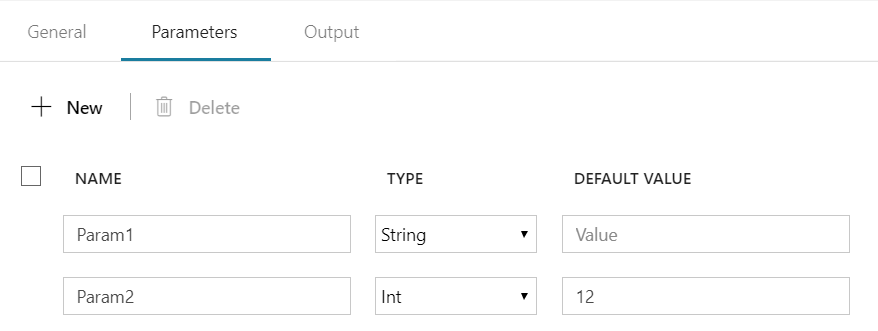 General Parameters Output
New Delete
NAME TYPE DEFAULT VALUE
Param1 String Value
Param2 Int 12